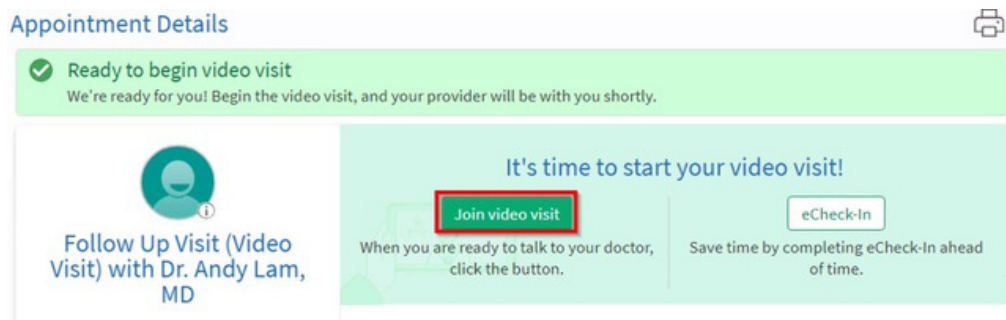 Appointment Details
Ready to begin video visit
We're ready for you! Begin the video visit, and your provider will be with you shortly.
Follow Up Visit (Video
Visit) with Dr. Andy Lam,
MD
It's time to start your video visit!
Join video visit
When you are ready to talk to your doctor,
click the button.
eCheck-In
Save time by completing eCheck-In ahead
of time.